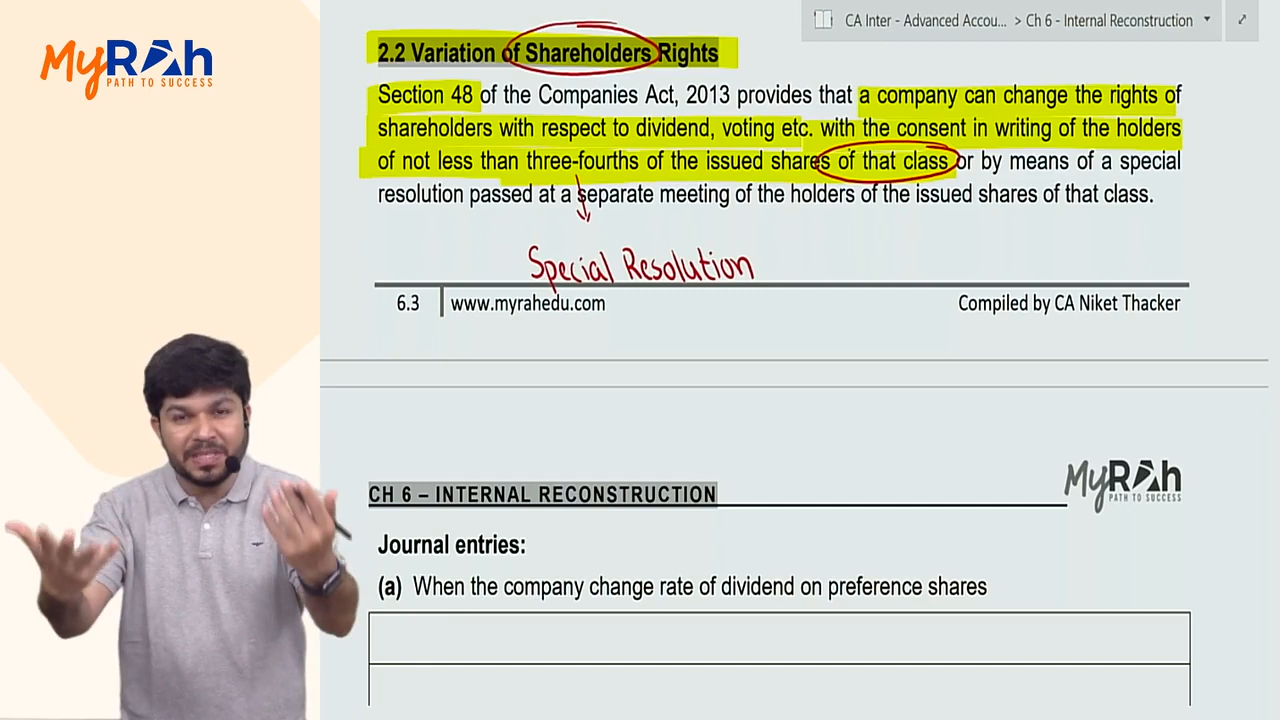 MyRAh
PATH TO SUCCESS
CA Inter - Advanced Accou... > Ch 6 - Internal Reconstruction
2.2 Variation of Shareholders Rights
Section 48 of the Companies Act, 2013 provides that a company can change the rights of
shareholders with respect to dividend, voting etc. with the consent in writing of the holders
of not less than three-fourths of the issued shares of that class or by means of a special
resolution passed at a separate meeting of the holders of the issued shares of that class.
Special Resolution
6.3 www.myrahedu.com Compiled by CA Niket Thacker
MyRAh
PATH TO SUCCESS
CH 6 – INTERNAL RECONSTRUCTION
Journal entries:
(a) When the company change rate of dividend on preference shares